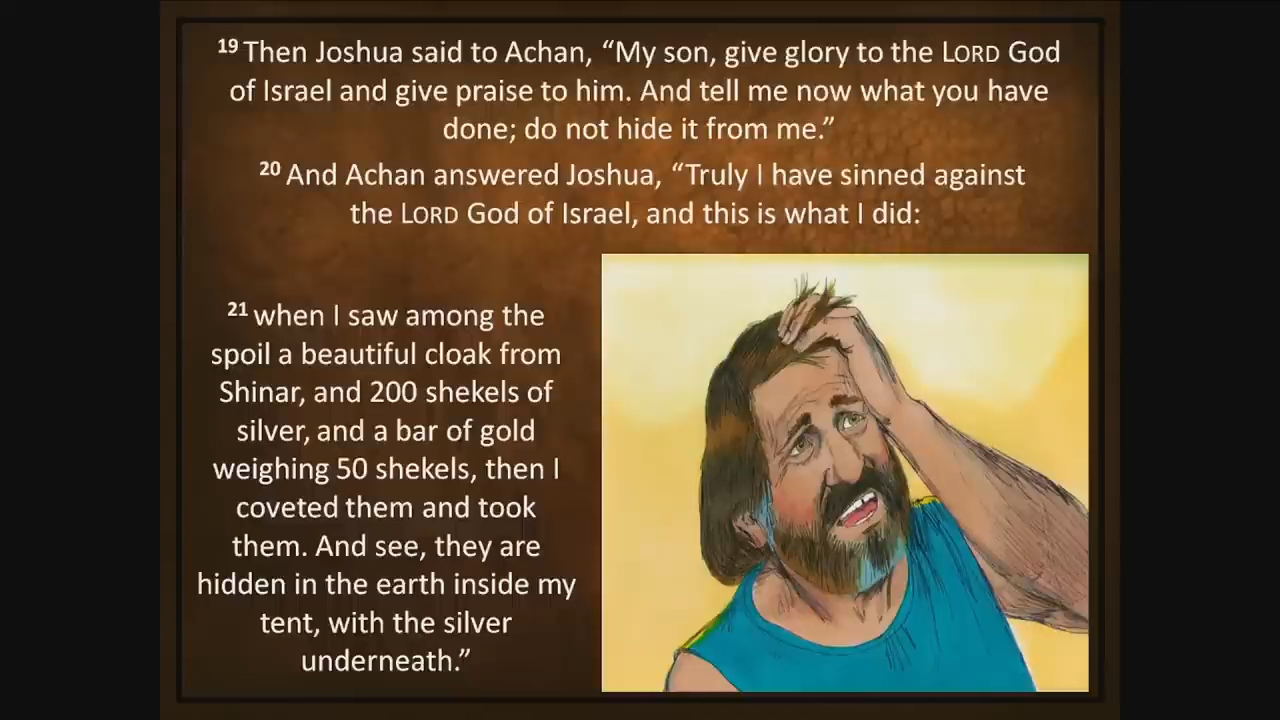 19 Then Joshua said to Achan, “My son, give glory to the LORD God
of Israel and give praise to him. And tell me now what you have
done; do not hide it from me.”
20 And Achan answered Joshua, “Truly I have sinned against
the LORD God of Israel, and this is what I did:
21 when I saw among the
spoil a beautiful cloak from
Shinar, and 200 shekels of
silver, and a bar of gold
weighing 50 shekels, then I
coveted them and took
them. And see, they are
hidden in the earth inside my
tent, with the silver
underneath.”